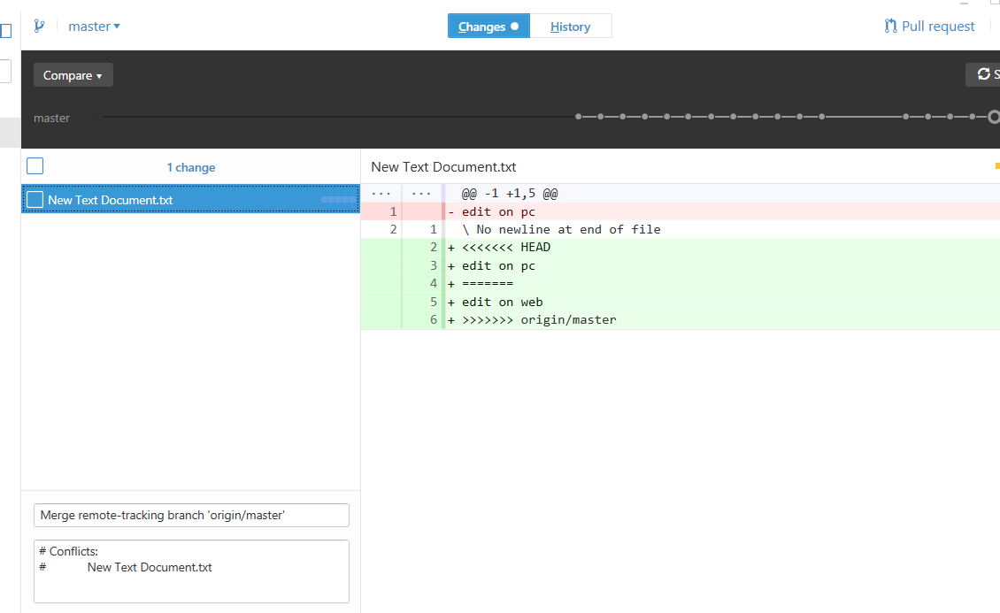 master
Changes
History
Pull request
Compare
S
master
1 change
New Text Document.txt
New Text Document.txt
... ... @@ -1 +1,5 @@
1 - edit on pc
2 1 \ No newline at end of file
2 + <<<<<<< HEAD
3 + edit on pc
4 + =======
5 + edit on web
6 + >>>>>>> origin/master
Merge remote-tracking branch 'origin/master'
# Conflicts:
# New Text Document.txt